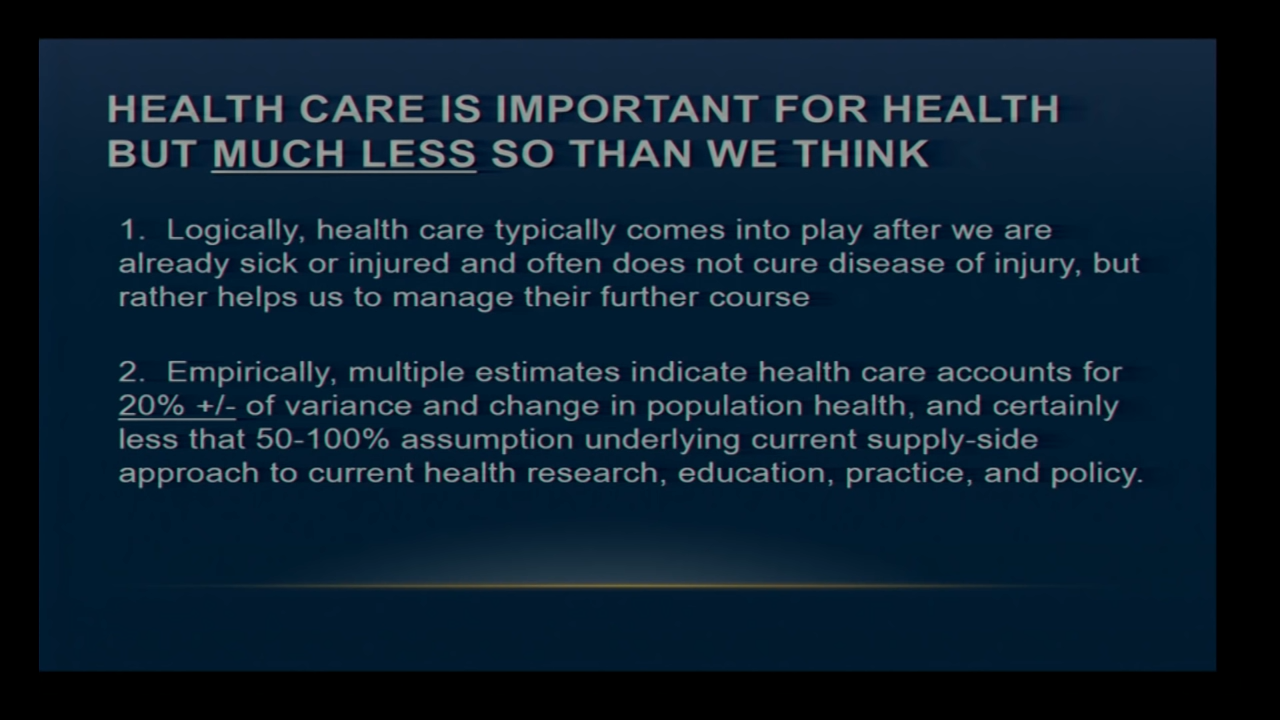 HEALTH CARE IS IMPORTANT FOR HEALTH
BUT MUCH LESS SO THAN WE THINK
1. Logically, health care typically comes into play after we are
already sick or injured and often does not cure disease of injury, but
rather helps us to manage their further course
2. Empirically, multiple estimates indicate health care accounts for
20% +/- of variance and change in population health, and certainly
less that 50-100% assumption underlying current supply-side
approach to current health research, education, practice, and policy.